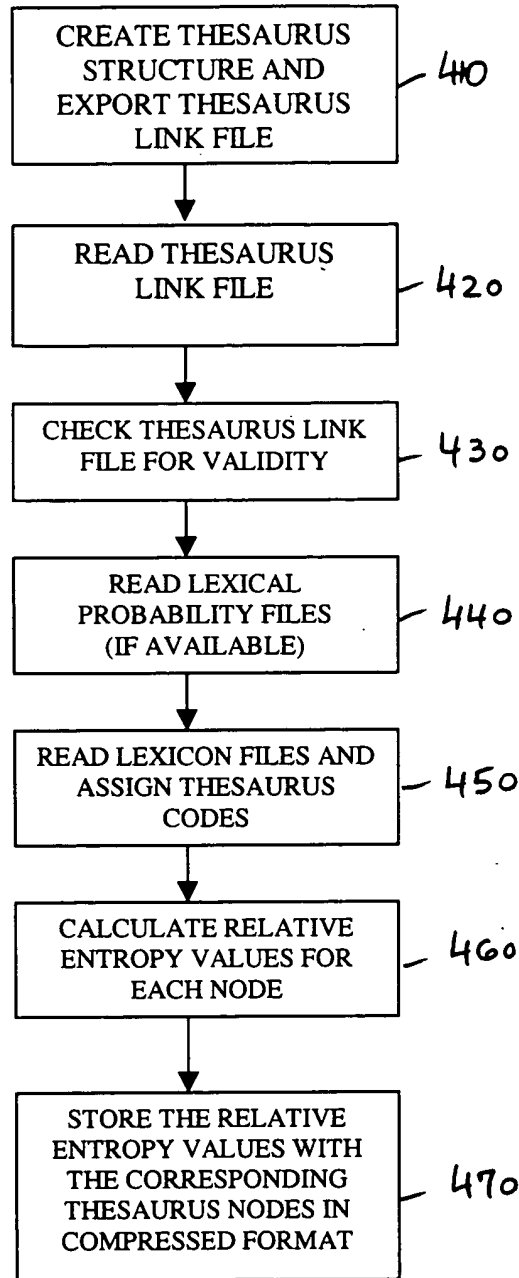 CREATE THESAURUS
STRUCTURE AND
EXPORT THESAURUS
LINK FILE
410
READ THESAURUS
LINK FILE
420
CHECK THESAURUS LINK
FILE FOR VALIDITY
430
READ LEXICAL
PROBABILITY FILES
(IF AVAILABLE)
440
READ LEXICON FILES AND
ASSIGN THESAURUS
CODES
450
CALCULATE RELATIVE
ENTROPY VALUES FOR
EACH NODE
460
STORE THE RELATIVE
ENTROPY VALUES WITH
THE CORRESPONDING
THESAURUS NODES IN
COMPRESSED FORMAT
470